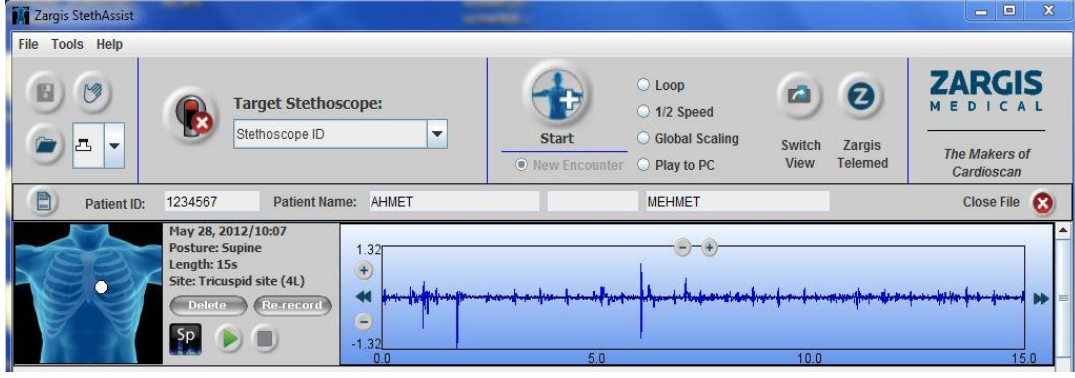 Zargis StethAssist
File Tools Help
Target Stethoscope:
Stethoscope ID
Start
New Encounter
Loop
1/2 Speed
Global Scaling
Play to PC
Switch View
Zargis Telemed
ZARGIS
MEDICAL
The Makers of
Cardioscan
Patient ID: 1234567 Patient Name: AHMET MEHMET Close File
May 28, 2012/10:07
Posture: Supine
Length: 15s
Site: Tricuspid site (4L)
Delete Re-record
Sp
1.32
-1.32
0.0 5.0 10.0 15.0